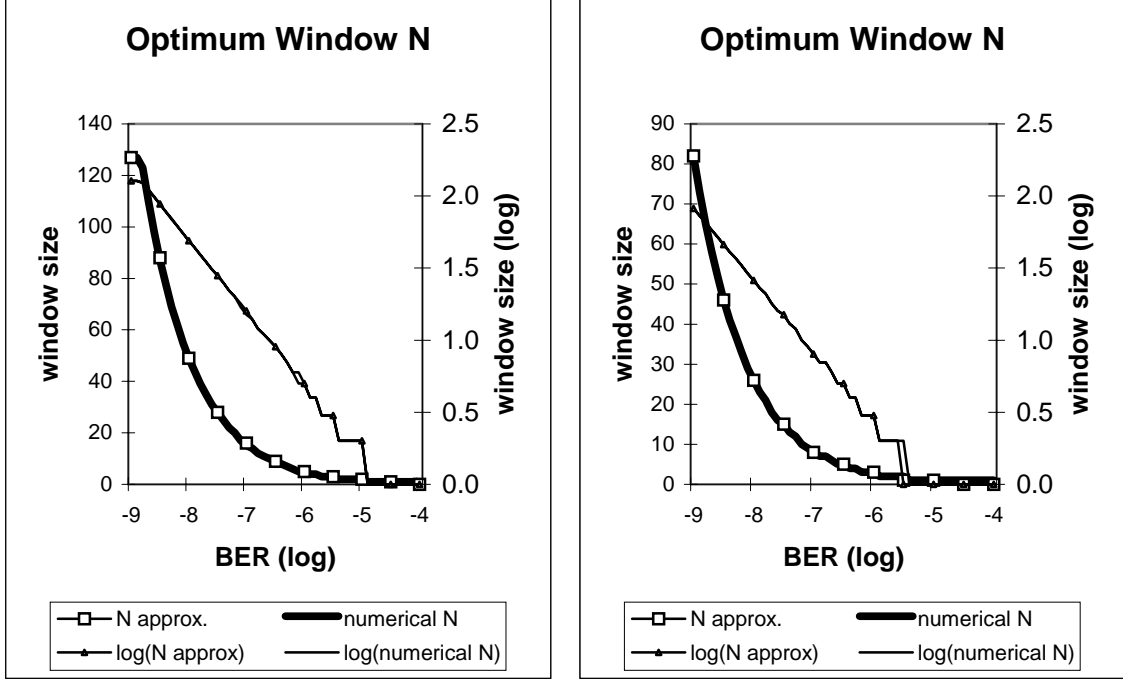 Optimum Window N
140
120
100
80
60
40
20
0
window size
2.5
2.0
1.5
1.0
0.5
0.0
window size (log)
-9 -8 -7 -6 -5 -4
BER (log)
N approx. numerical N
log(N approx) log(numerical N)
Optimum Window N
90
80
70
60
50
40
30
20
10
0
window size
2.5
2.0
1.5
1.0
0.5
0.0
window size (log)
-9 -8 -7 -6 -5 -4
BER (log)
N approx. numerical N
log(N approx) log(numerical N)